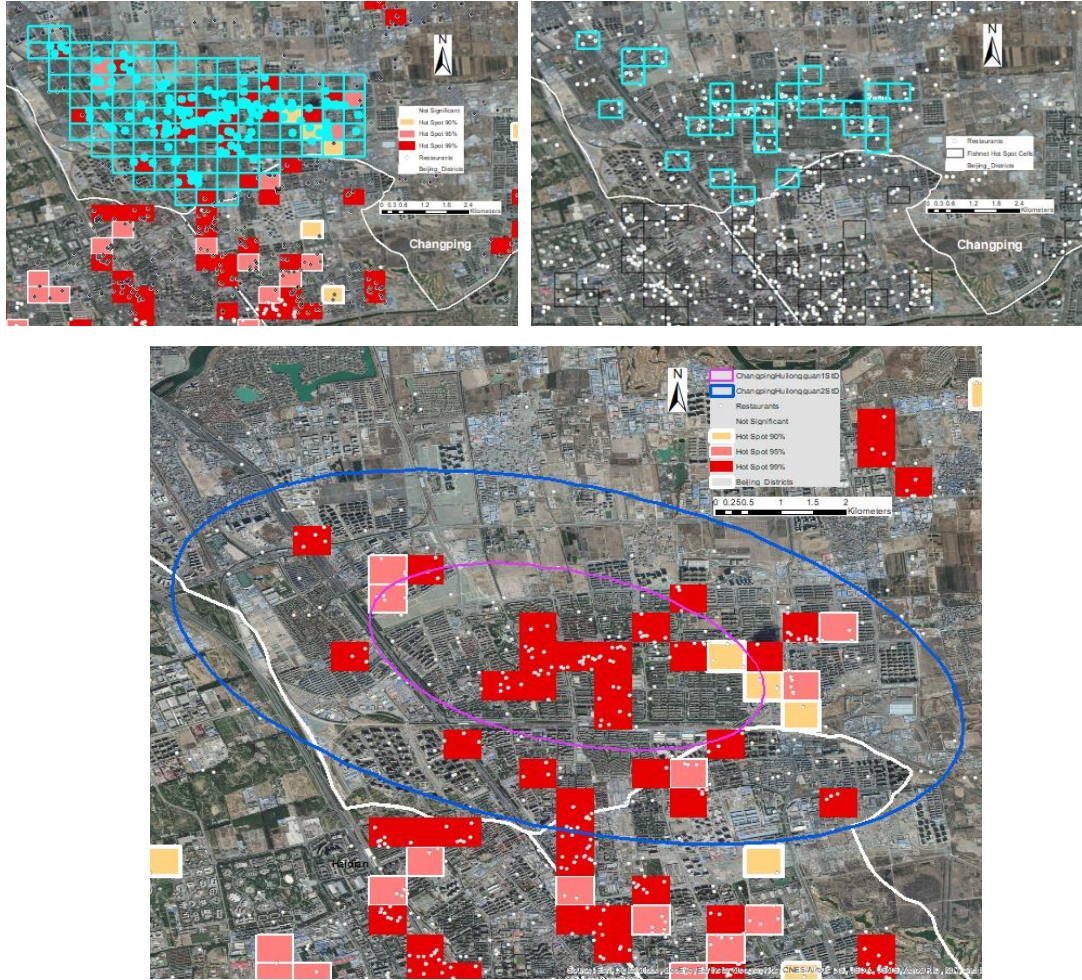 N
Not Significant
Hot Spot 90%
Hot Spot 95%
Hot Spot 99%
Restaurants
Beijing_Districts
0 0.3 0.6 1.2 1.8 2.4
Kilometers
Changping
N
Restaurants
Fishnet Hot Spot Cells
Beijing_Districts
0 0.3 0.6 1.2 1.8 2.4
Kilometers
Changping
N
ChangpingHuilongguan1StD
ChangpingHuilongguan2StD
Restaurants
Not Significant
Hot Spot 90%
Hot Spot 95%
Hot Spot 99%
Beijing_Districts
0 0.250.5 1 1.5 2
Kilometers
Haidian